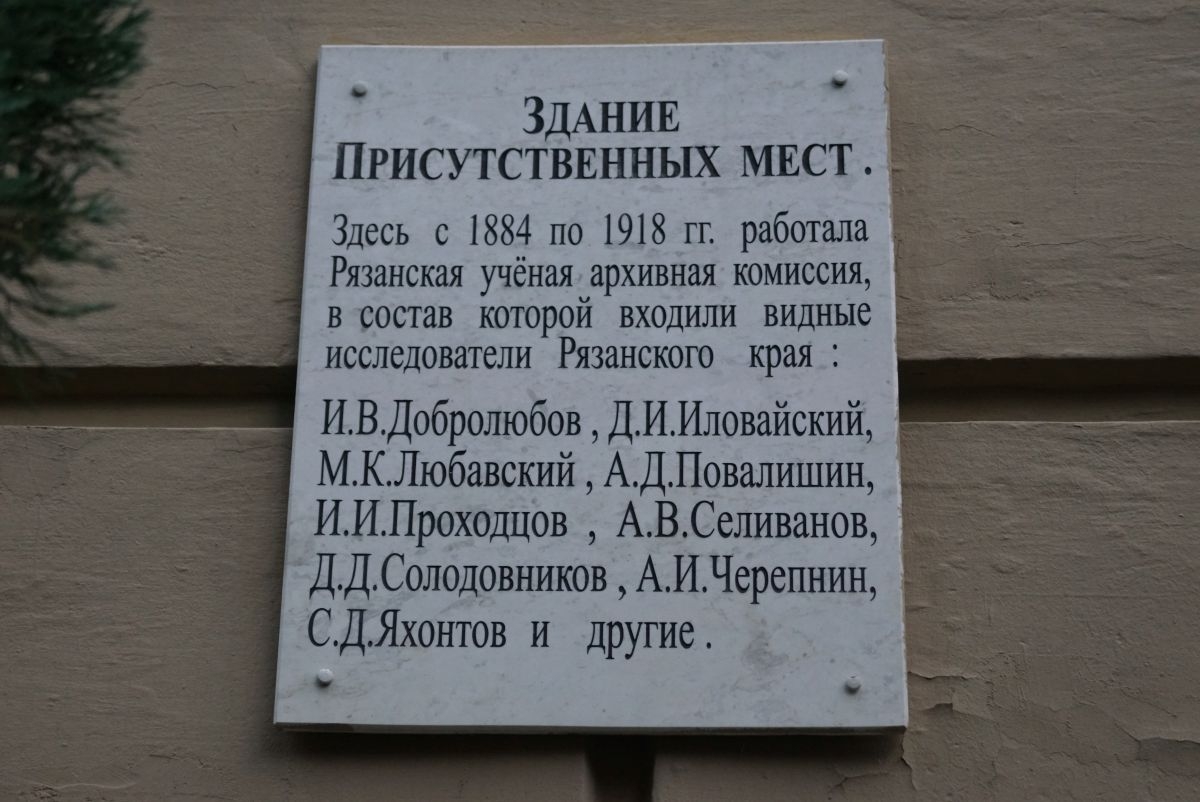 Здание
Присутственных мест .
Здесь с 1884 по 1918 гг. работала
Рязанская учёная архивная комиссия,
в состав которой входили видные
исследователи Рязанского края :
И.В.Добролюбов , Д.И.Иловайский,
М.К.Любавский , А.Д.Повалишин,
И.И.Проходцов , А.В.Селиванов,
Д.Д.Солодовников , А.И.Черепнин,
С.Д.Яхонтов и другие .